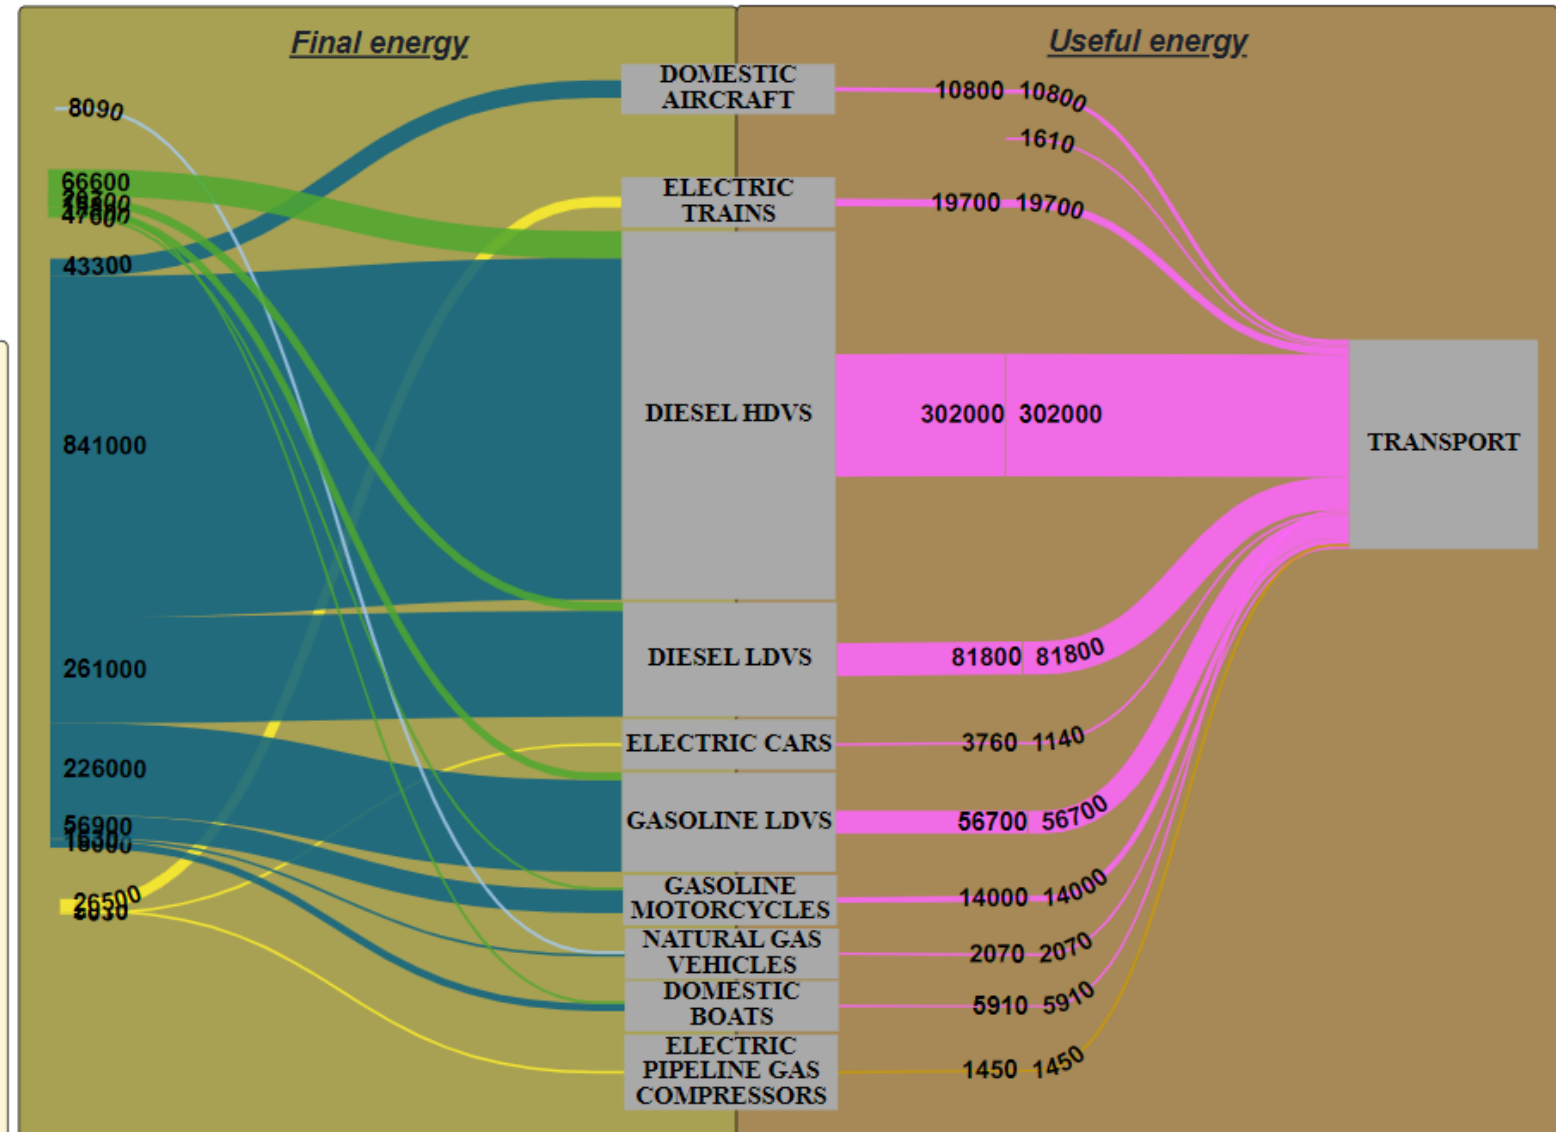 Final energy
Useful energy
DOMESTIC
AIRCRAFT
10800 10800
8090
1610
66600
ELECTRIC
TRAINS
19700 19700
4760
43300
841000
DIESEL HDVS
302000 302000
TRANSPORT
261000
DIESEL LDVS
81800 81800
ELECTRIC CARS
3760 1140
226000
56900
GASOLINE LDVS
56700 56700
26500
GASOLINE
MOTORCYCLES
14000 14000
NATURAL GAS
VEHICLES
2070 2070
DOMESTIC
BOATS
5910 5910
ELECTRIC
PIPELINE GAS
COMPRESSORS
1450 1450